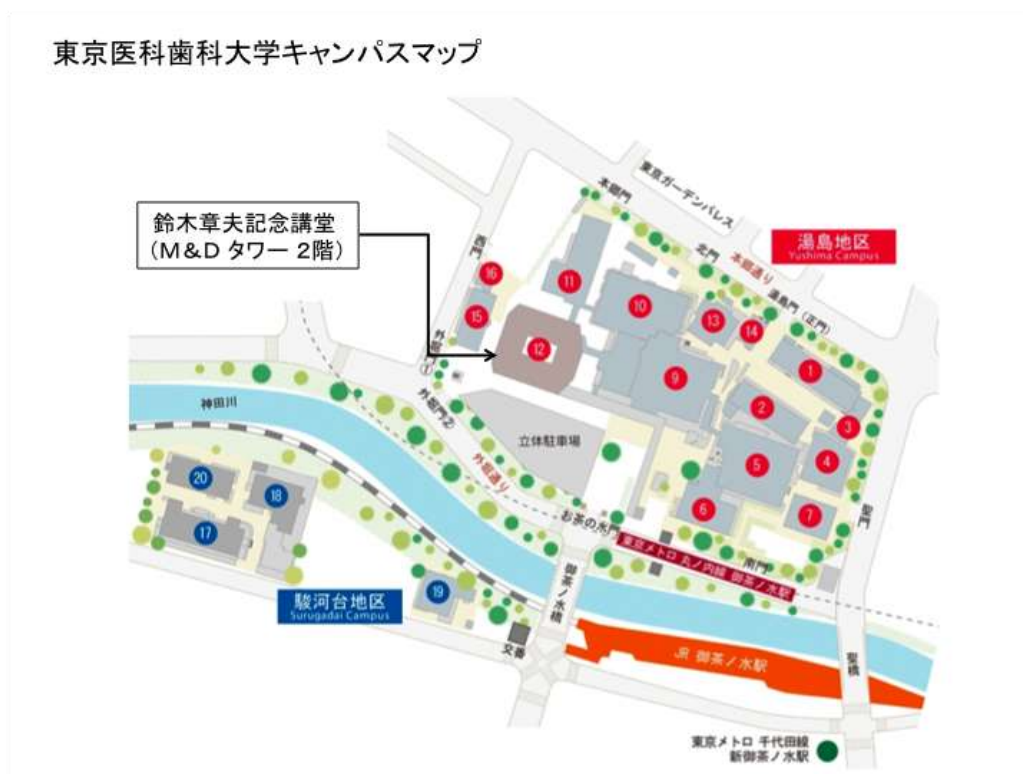 東京医科歯科大学キャンパスマップ
鈴木章夫記念講堂
(M&D タワー 2階)
本郷門
東京ガーデンパレス
湯島地区
Yushima Campus
北門
本郷通り
湯島門(正門)
西門
16
11
15
10
13
14
12
外堀門①
9
1
2
3
外堀門②
神田川
立体駐車場
4
5
外堀通り
20
18
6
7
聖門
17
お茶の水門
東京メトロ 丸ノ内線 御茶ノ水駅
南門
19
駿河台地区
Surugadai Campus
御茶ノ水橋
交番
JR 御茶ノ水駅
聖橋
東京メトロ 千代田線
新御茶ノ水駅